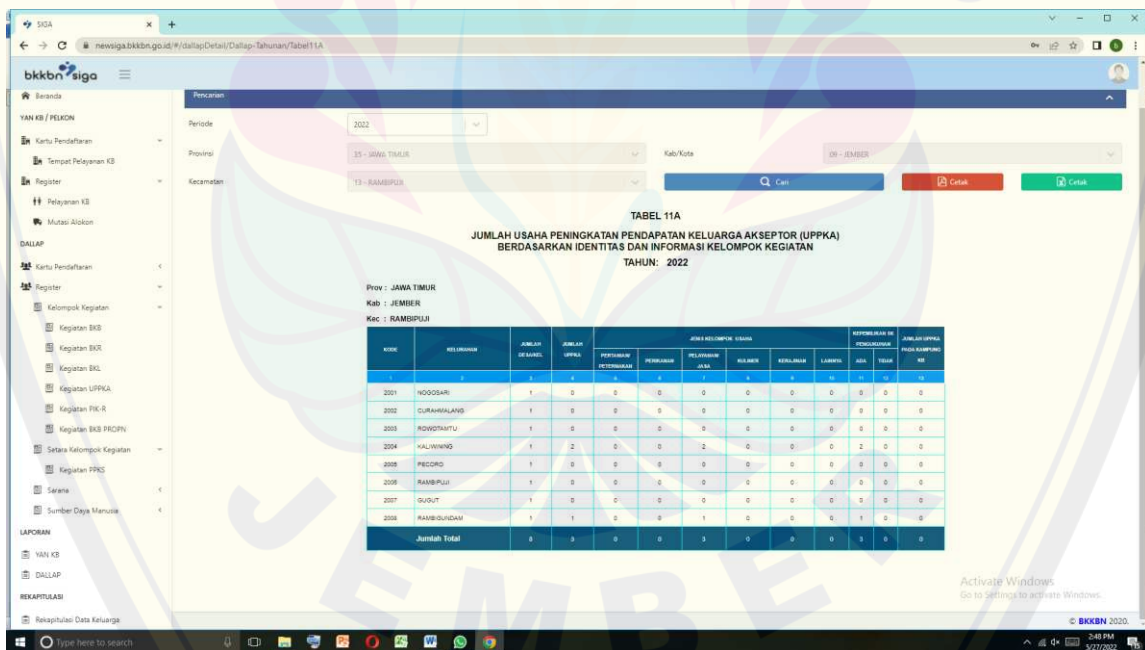 SIGA
newsiga.bkkbn.go.id/#/dallapDetail/Dallap-Tahunan/Tabel11A
bkkbn siga
Beranda
YAN KB / PELKON
Kartu Pendaftaran
Tempat Pelayanan KB
Register
Pelayanan KB
Mutasi Alokon
DALLAP
Kartu Pendaftaran
Register
Kelompok Kegiatan
Kegiatan BKB
Kegiatan BKR
Kegiatan BKL
Kegiatan UPPKA
Kegiatan PIK-R
Kegiatan BKB PROPN
Setara Kelompok Kegiatan
Kegiatan PPKS
Sarana
Sumber Daya Manusia
LAPORAN
YAN KB
DALLAP
REKAPITULASI
Rekapitulasi Data Keluarga
Pencarian
Periode 2022
Provinsi 35 - JAWA TIMUR Kab/Kota 09 - JEMBER
Kecamatan 13 - RAMBIPUJI Cari Cetak Cetak
TABEL 11A
JUMLAH USAHA PENINGKATAN PENDAPATAN KELUARGA AKSEPTOR (UPPKA)
BERDASARKAN IDENTITAS DAN INFORMASI KELOMPOK KEGIATAN
TAHUN: 2022
Prov : JAWA TIMUR
Kab : JEMBER
Kec : RAMBIPUJI
KODE KELURAHAN JUMLAH DESA/KEL JUMLAH UPPKA JENIS KELOMPOK USAHA KEPEMILIKAN SK PENGUKUHAN JUMLAH UPPKA PADA KAMPUNG KB
PERTANIAN/PETERNAKAN PERIKANAN PELAYANAN JASA KULINER KERAJINAN LAINNYA ADA TIDAK
1 2 3 4 5 6 7 8 9 10 11 12 13
2001 NOGOSARI 1 0 0 0 0 0 0 0 0 0 0
2002 CURAHMALANG 1 0 0 0 0 0 0 0 0 0 0
2003 ROWOTAMTU 1 0 0 0 0 0 0 0 0 0 0
2004 KALIWINING 1 2 0 0 2 0 0 0 2 0 0
2005 PECORO 1 0 0 0 0 0 0 0 0 0 0
2006 RAMBIPUJI 1 0 0 0 0 0 0 0 0 0 0
2007 GUGUT 1 0 0 0 0 0 0 0 0 0 0
2008 RAMBIGUNDAM 1 1 0 0 1 0 0 0 1 0 0
Jumlah Total 8 3 0 0 3 0 0 0 3 0 0
Activate Windows
Go to Settings to activate Windows.
© BKKBN 2020.
Type here to search
2:48 PM
5/27/2022
JEMBER